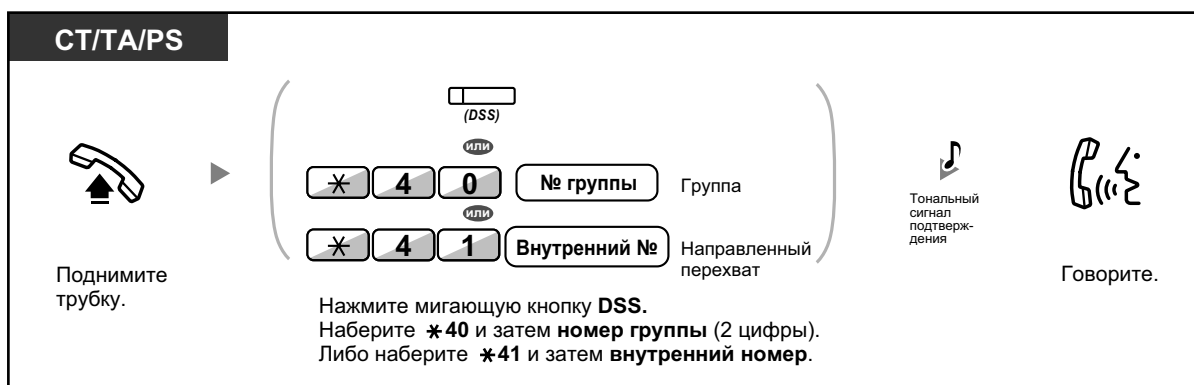 CT/TA/PS
(DSS)
или
* 4 0 № группы Группа
или
* 4 1 Внутренний № Направленный
перехват
Тональный
сигнал
подтверж-
дения
Поднимите
трубку.
Говорите.
Нажмите мигающую кнопку DSS.
Наберите *40 и затем номер группы (2 цифры).
Либо наберите *41 и затем внутренний номер.